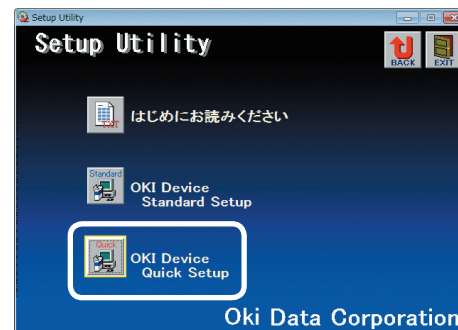 Setup Utility
Setup Utility
BACK
EXIT
TEXT
はじめにお読みください
Standard
OKI Device
Standard Setup
Quick
OKI Device
Quick Setup
Oki Data Corporation